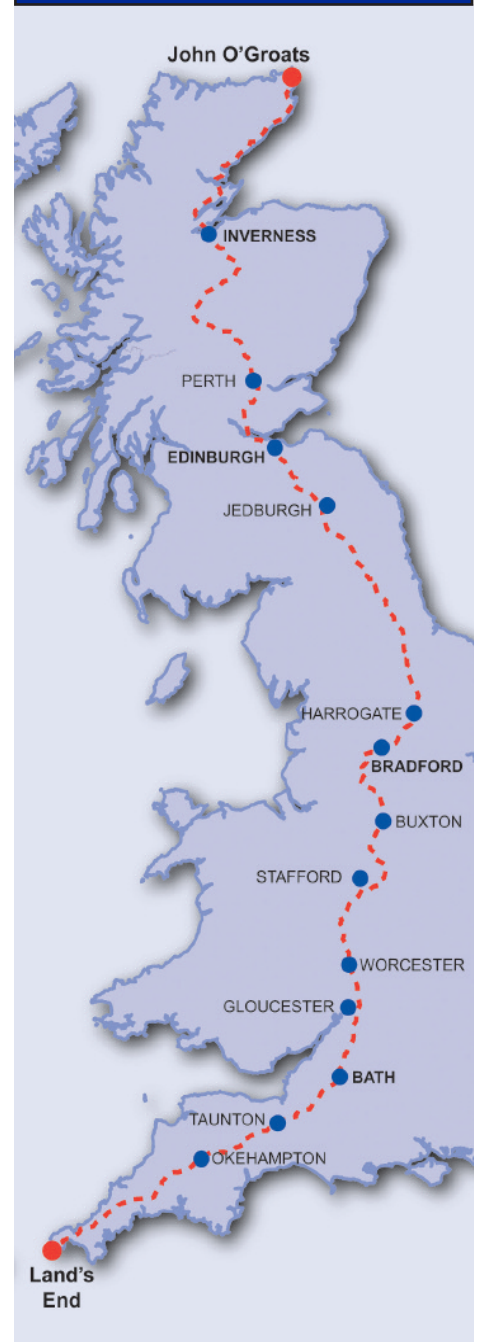 John O'Groats
INVERNESS
PERTH
EDINBURGH
JEDBURGH
HARROGATE
BRADFORD
BUXTON
STAFFORD
WORCESTER
GLOUCESTER
BATH
TAUNTON
OKEHAMPTON
Land's
End